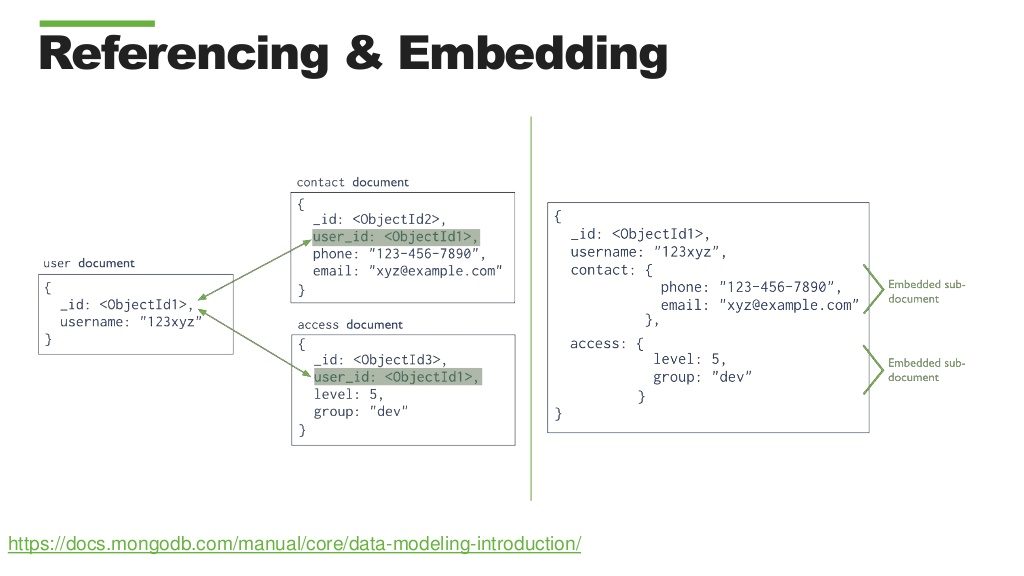 Referencing & Embedding
user document
{
_id: <ObjectId1>,
username: "123xyz"
}
contact document
{
_id: <ObjectId2>,
user_id: <ObjectId1>,
phone: "123-456-7890",
email: "xyz@example.com"
}
access document
{
_id: <ObjectId3>,
user_id: <ObjectId1>,
level: 5,
group: "dev"
}
{
_id: <ObjectId1>,
username: "123xyz",
contact: {
phone: "123-456-7890",
email: "xyz@example.com"
},
access: {
level: 5,
group: "dev"
}
}
Embedded sub-
document
Embedded sub-
document
https://docs.mongodb.com/manual/core/data-modeling-introduction/